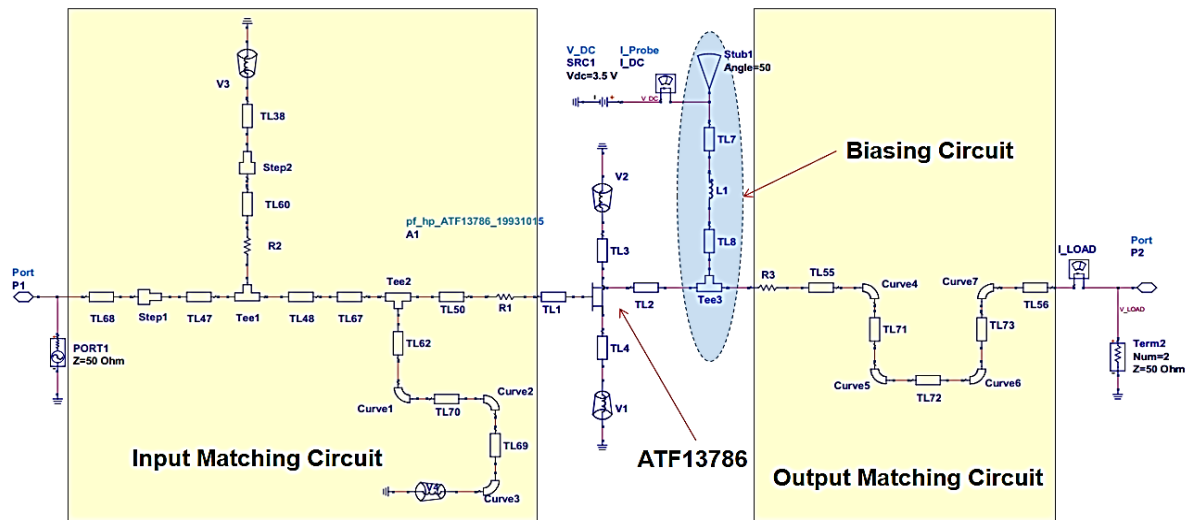 V3
TL38
Step2
TL60
R2
pf_hp_ATF13786_19931015
A1
Port
P1
TL68
Step1
TL47
Tee1
TL48
TL67
Tee2
TL50
R1
TL1
PORT1
Z=50 Ohm
TL62
Curve1
TL70
Curve2
TL69
Curve3
V4
Input Matching Circuit
V_DC
SRC1
Vdc=3.5 V
I_Probe
I_DC
V_DC
Stub1
Angle=50
TL7
L1
TL8
Tee3
Biasing Circuit
V2
TL3
TL2
TL4
V1
ATF13786
R3
TL55
Curve4
TL71
Curve5
TL72
Curve6
TL73
Curve7
TL56
I_LOAD
Port
P2
V_LOAD
Term2
Num=2
Z=50 Ohm
Output Matching Circuit